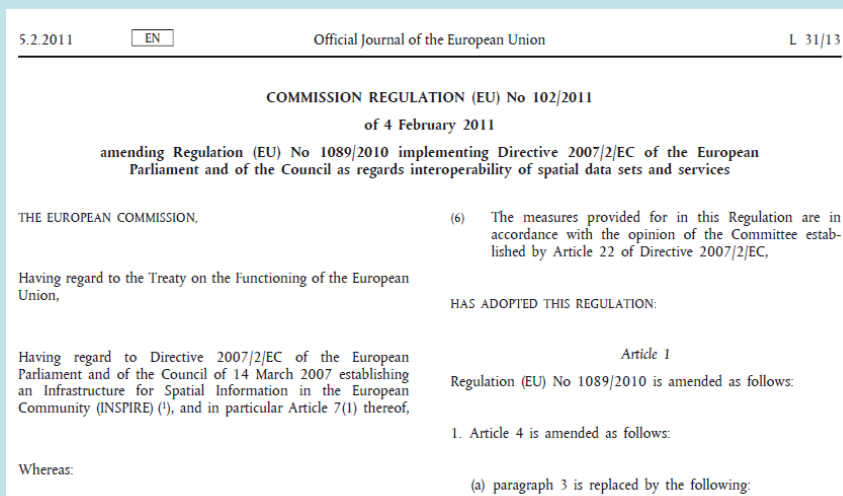 5.2.2011 EN Official Journal of the European Union L 31/13
COMMISSION REGULATION (EU) No 102/2011
of 4 February 2011
amending Regulation (EU) No 1089/2010 implementing Directive 2007/2/EC of the European
Parliament and of the Council as regards interoperability of spatial data sets and services
THE EUROPEAN COMMISSION,
Having regard to the Treaty on the Functioning of the European
Union,
Having regard to Directive 2007/2/EC of the European
Parliament and of the Council of 14 March 2007 establishing
an Infrastructure for Spatial Information in the European
Community (INSPIRE) (¹), and in particular Article 7(1) thereof,
Whereas:
(6) The measures provided for in this Regulation are in
accordance with the opinion of the Committee estab-
lished by Article 22 of Directive 2007/2/EC,
HAS ADOPTED THIS REGULATION:
Article 1
Regulation (EU) No 1089/2010 is amended as follows:
1. Article 4 is amended as follows:
(a) paragraph 3 is replaced by the following: